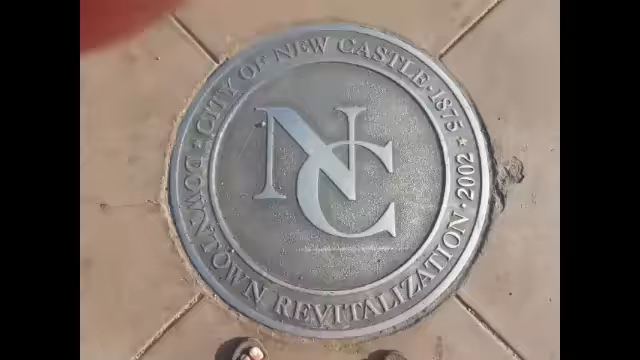 CITY OF NEW CASTLE · 1875
DOWNTOWN REVITALIZATION · 2002
NC